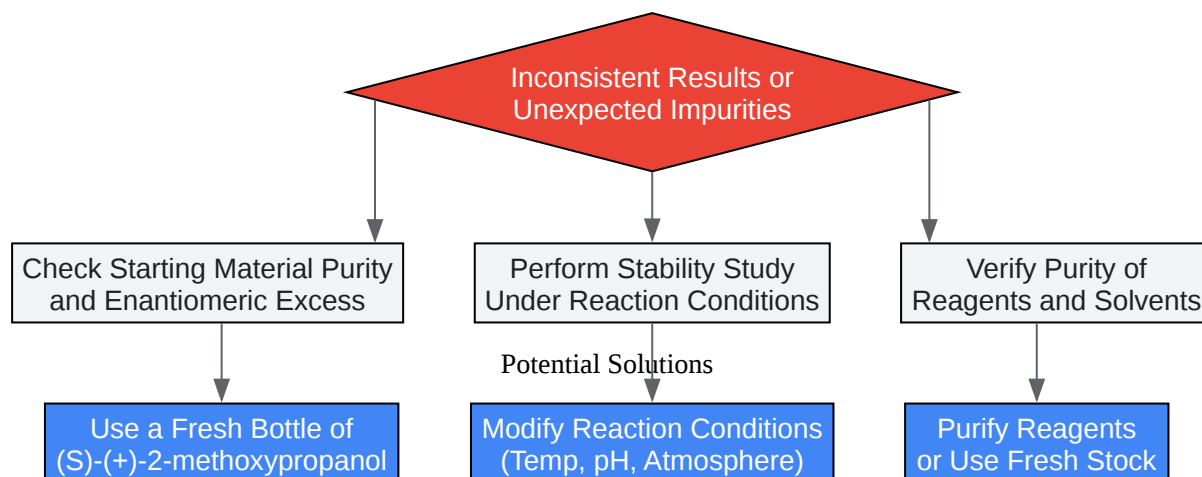 Inconsistent Results or
Unexpected Impurities
Check Starting Material Purity
and Enantiomeric Excess
Perform Stability Study
Under Reaction Conditions
Verify Purity of
Reagents and Solvents
Potential Solutions
Use a Fresh Bottle of
(S)-(+)-2-methoxypropanol
Modify Reaction Conditions
(Temp, pH, Atmosphere)
Purify Reagents
or Use Fresh Stock